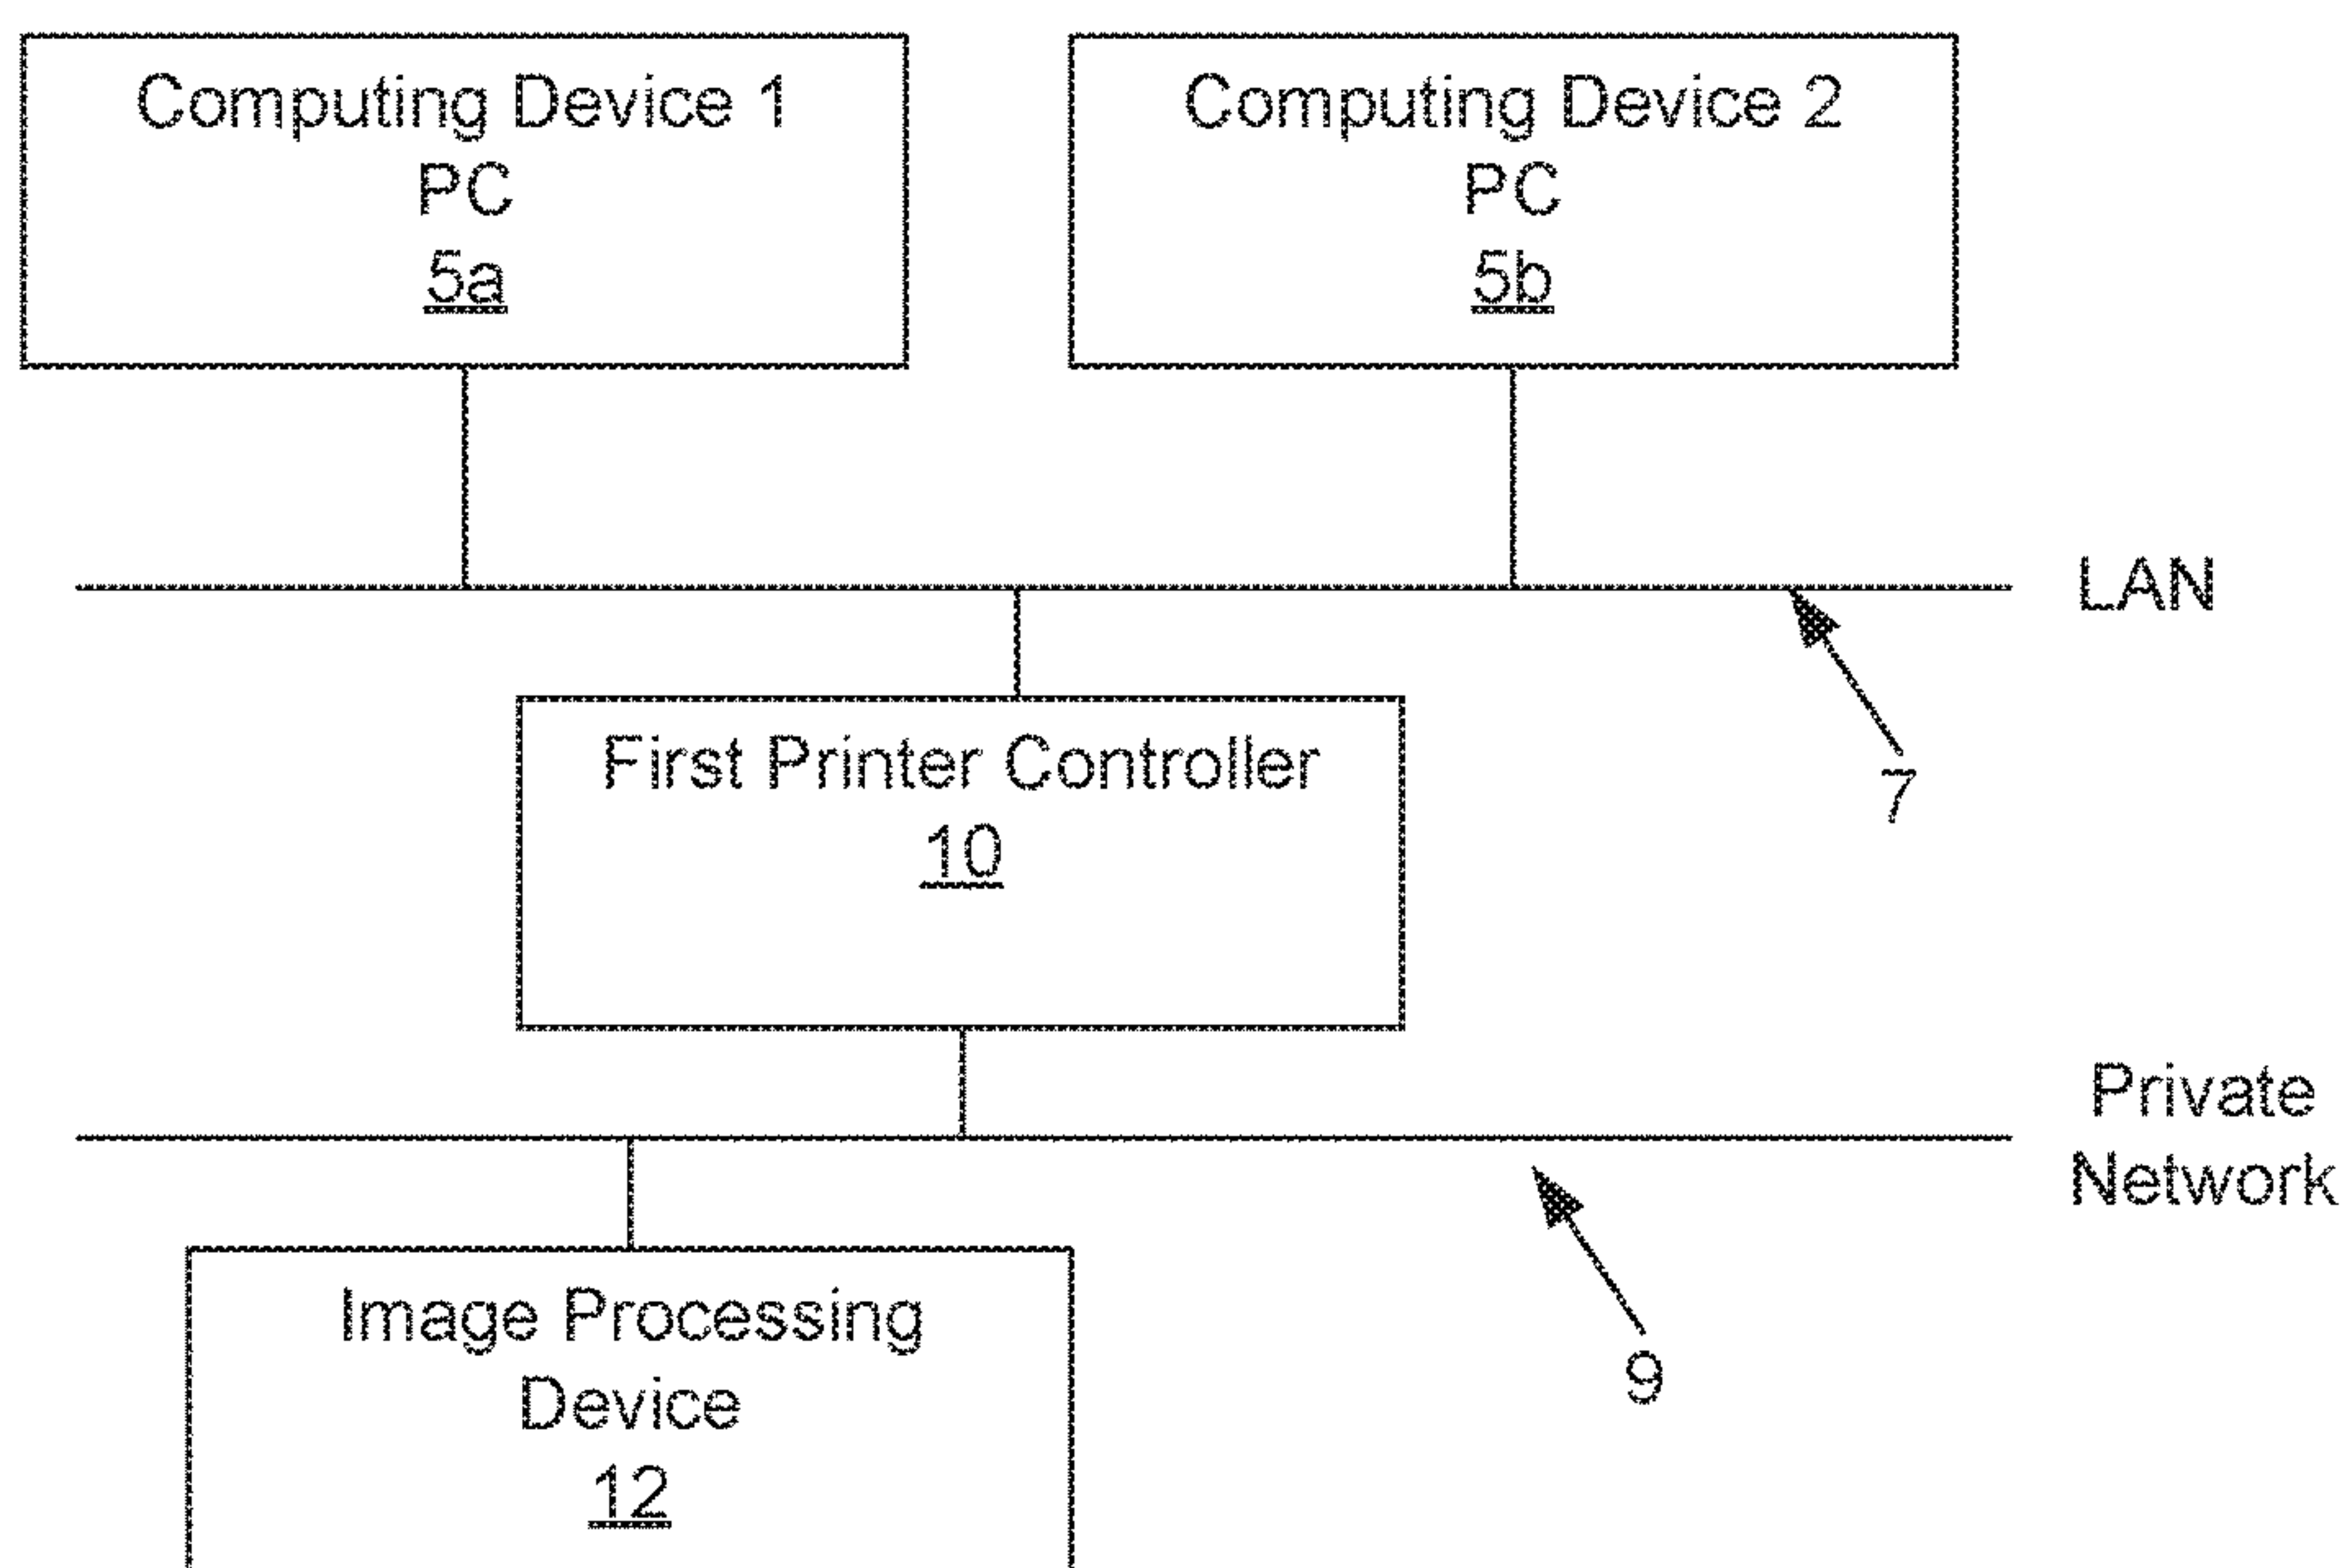 Computing Device 1
PC
5a
Computing Device 2
PC
5b
LAN
7
First Printer Controller
10
Private
Network
9
Image Processing
Device
12